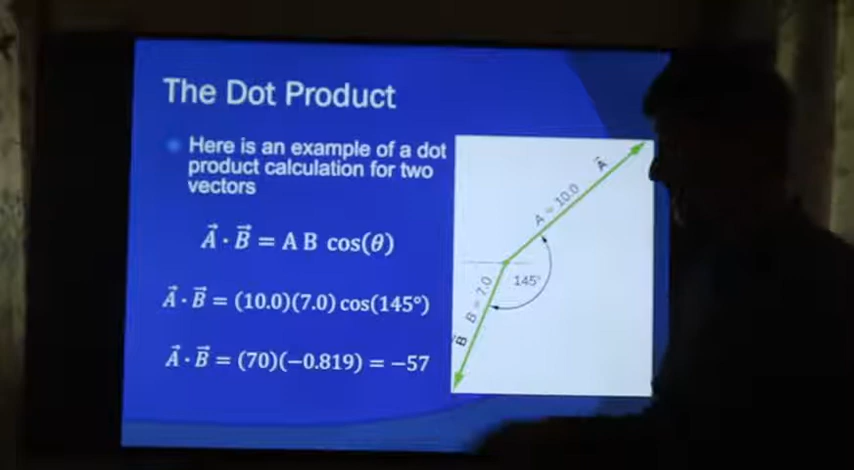 The Dot Product
Here is an example of a dot
product calculation for two
vectors
A⃗ · B⃗ = A B cos(θ)
A⃗ · B⃗ = (10.0)(7.0) cos(145°)
A⃗ · B⃗ = (70)(−0.819) = −57
A⃗
A = 10.0
145°
B = 7.0
B⃗